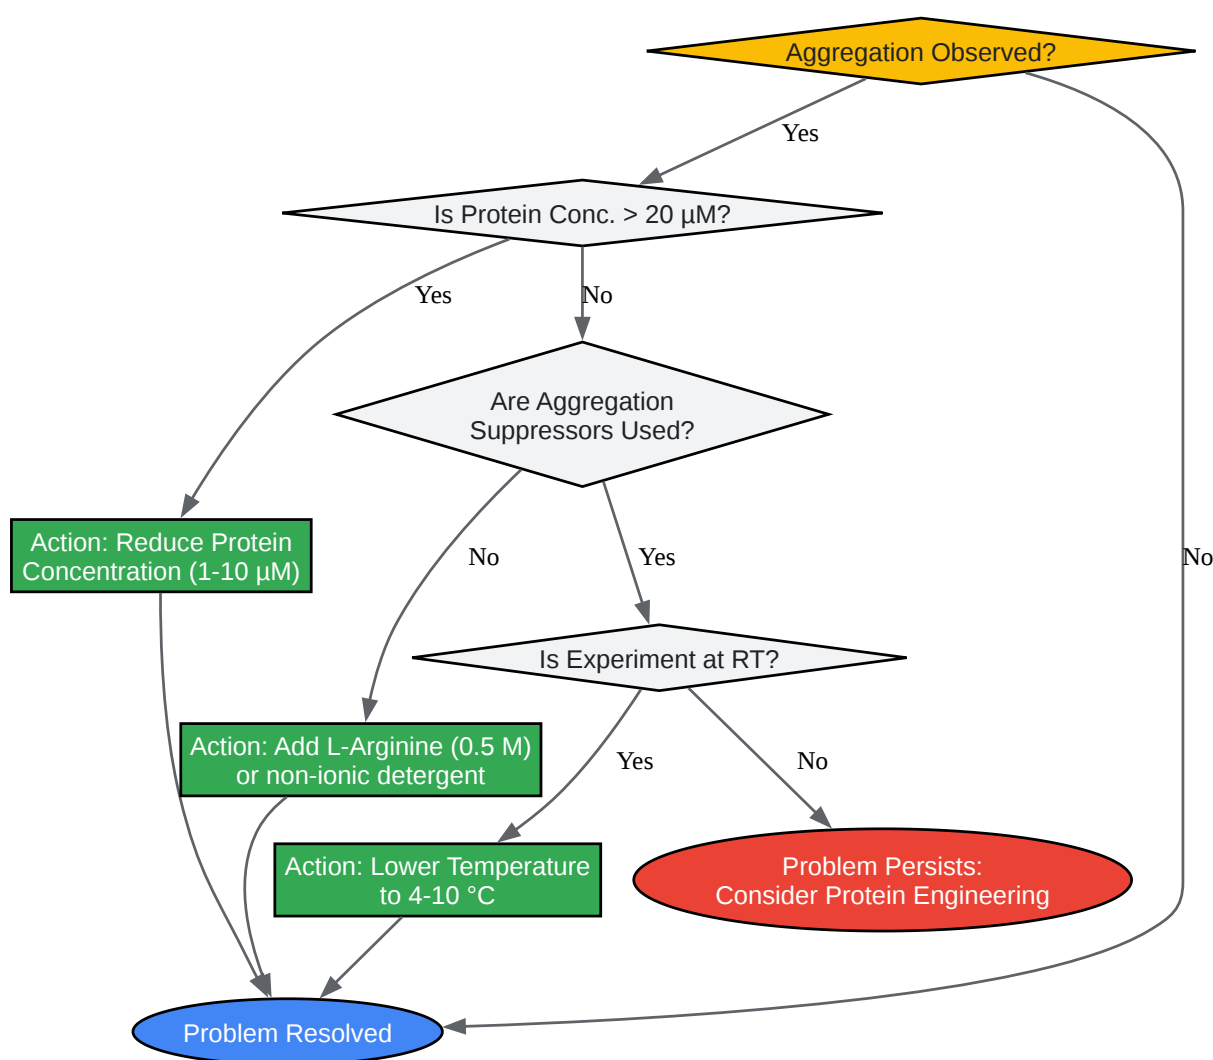 Aggregation Observed?
Yes
Is Protein Conc. > 20 µM?
Yes
No
Are Aggregation
Suppressors Used?
Action: Reduce Protein
Concentration (1-10 µM)
No
Yes
No
Is Experiment at RT?
Action: Add L-Arginine (0.5 M)
or non-ionic detergent
Yes
No
Action: Lower Temperature
to 4-10 °C
Problem Persists:
Consider Protein Engineering
Problem Resolved